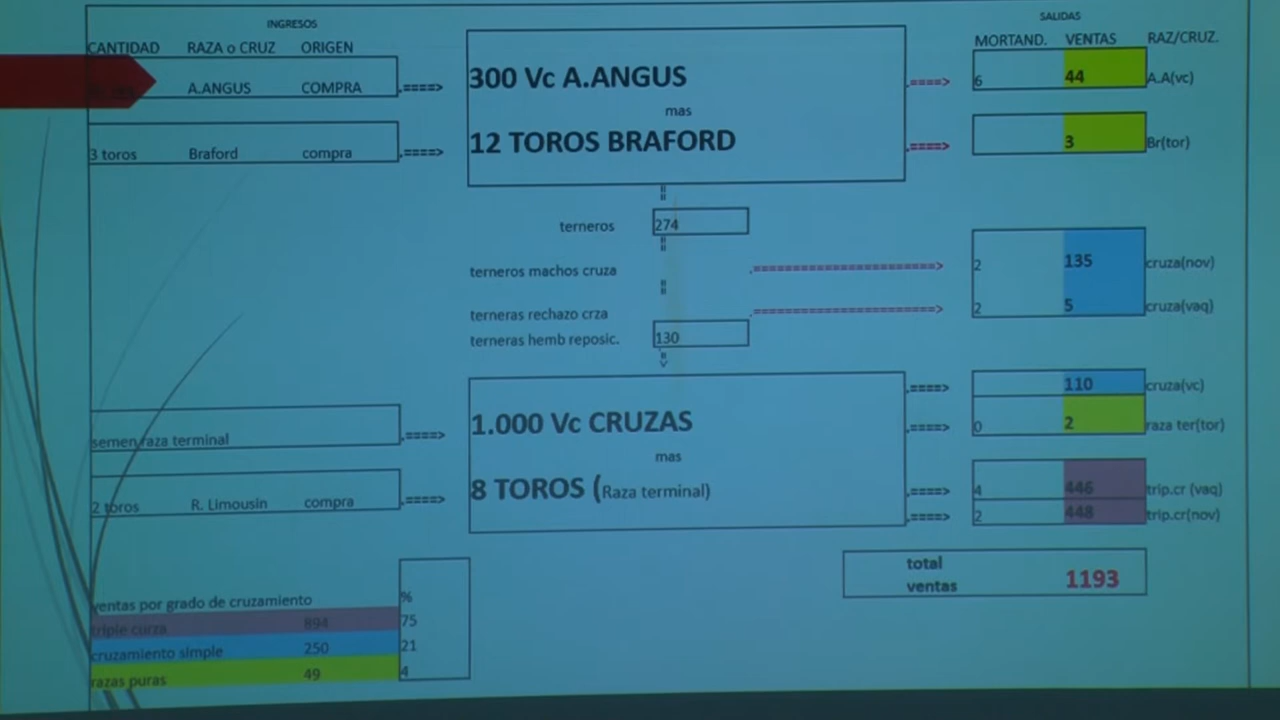 INGRESOS
SALIDAS
CANTIDAD RAZA o CRUZ ORIGEN
MORTAND. VENTAS RAZ/CRUZ.
A.ANGUS COMPRA ====>
300 Vc A.ANGUS
====> 6 44 A.A(vc)
mas
3 toros Braford compra ====>
12 TOROS BRAFORD
====> 3 Br(tor)
terneros 274
terneros machos cruza =====================> 2 135 cruza(nov)
terneras rechazo crza =====================> 2 5 cruza(vaq)
terneras hemb reposic. 130
====> 110 cruza(vc)
semen raza terminal ====>
1.000 Vc CRUZAS
====> 0 2 raza ter(tor)
mas
2 toros R. Limousin compra ====>
8 TOROS (Raza terminal)
====> 4 446 trip.cr (vaq)
====> 2 448 trip.cr(nov)
total
ventas 1193
ventas por grado de cruzamiento %
triple curza 894 75
cruzamiento simple 250 21
razas puras 49 4